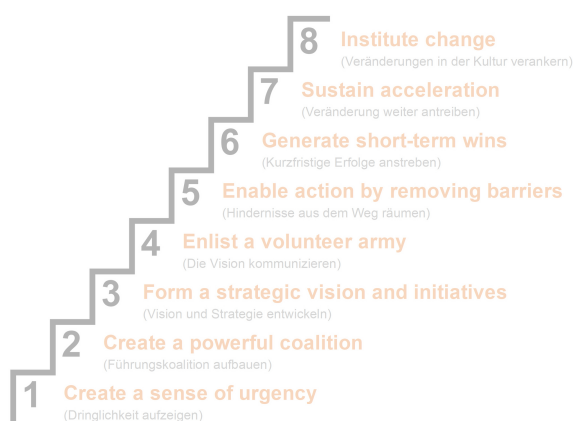 8 Institute change
(Veränderungen in der Kultur verankern)
7 Sustain acceleration
(Veränderung weiter antreiben)
6 Generate short-term wins
(Kurzfristige Erfolge anstreben)
5 Enable action by removing barriers
(Hindernisse aus dem Weg räumen)
4 Enlist a volunteer army
(Die Vision kommunizieren)
3 Form a strategic vision and initiatives
(Vision und Strategie entwickeln)
2 Create a powerful coalition
(Führungskoalition aufbauen)
1 Create a sense of urgency
(Dringlichkeit aufzeigen)